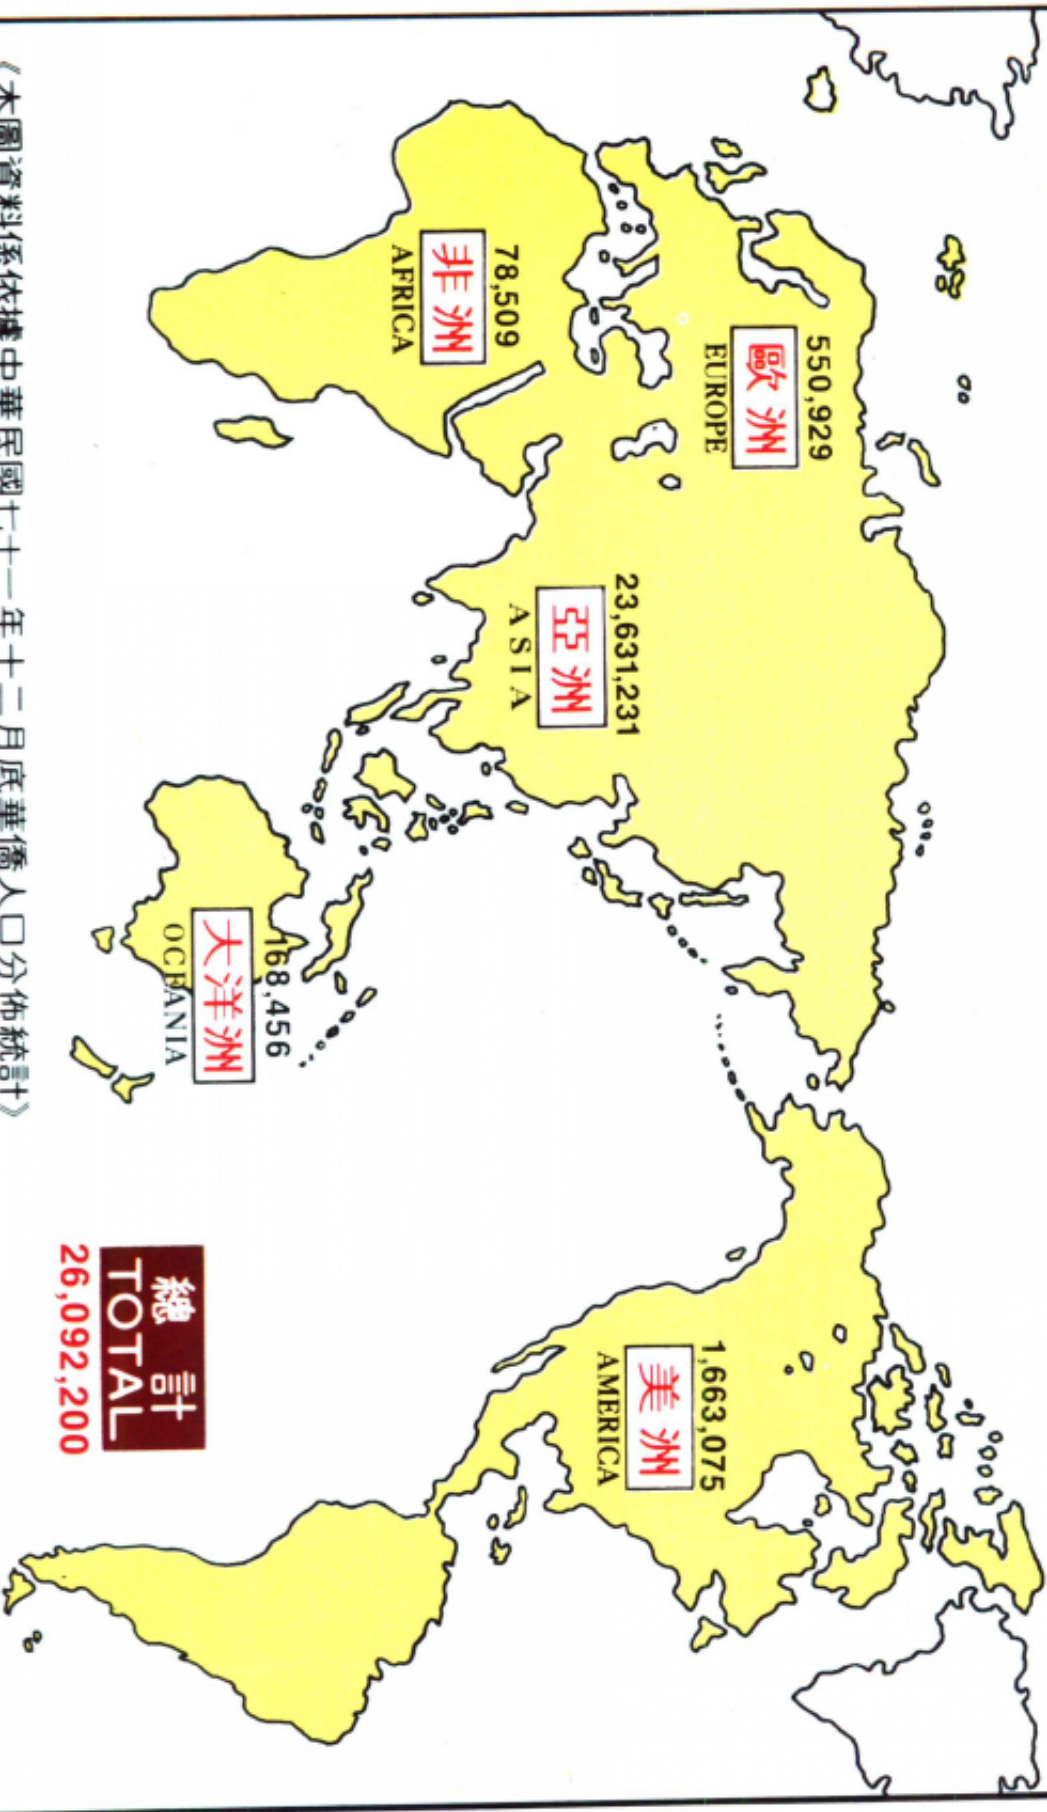 550,929
歐洲
EUROPE
78,509
非洲
AFRICA
23,631,231
亞洲
ASIA
168,456
大洋洲
OCEANIA
1,663,075
美洲
AMERICA
總計
TOTAL
26,092,200
《本圖資料係依據中華民國七十一年十二月底華僑人口分佈統計》